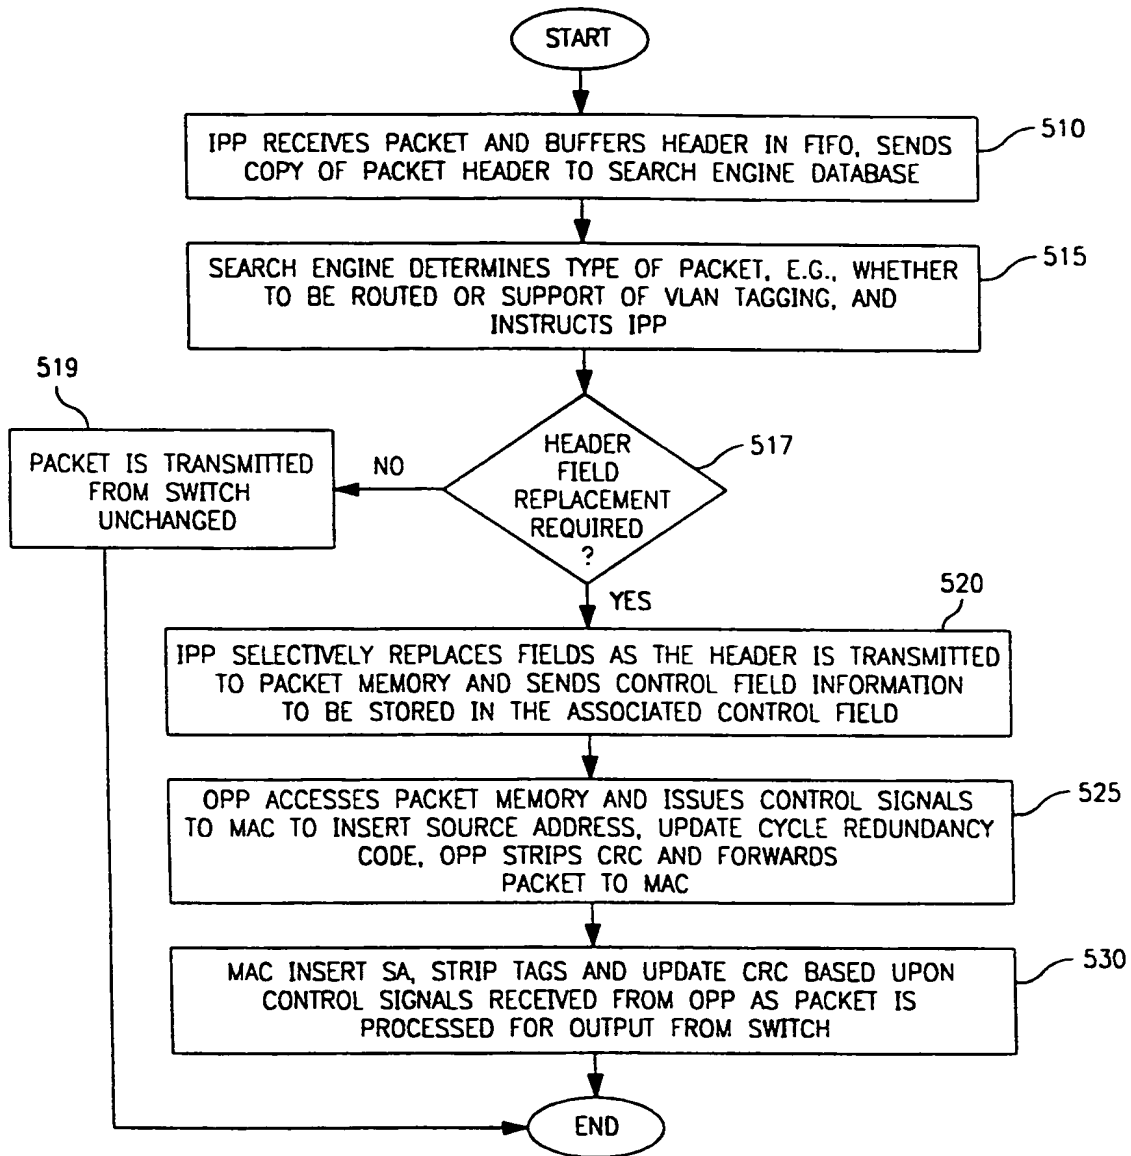 START
IPP RECEIVES PACKET AND BUFFERS HEADER IN FIFO, SENDS
COPY OF PACKET HEADER TO SEARCH ENGINE DATABASE
510
SEARCH ENGINE DETERMINES TYPE OF PACKET, E.G., WHETHER
TO BE ROUTED OR SUPPORT OF VLAN TAGGING, AND
INSTRUCTS IPP
515
519
PACKET IS TRANSMITTED
FROM SWITCH
UNCHANGED
NO
HEADER
FIELD
REPLACEMENT
REQUIRED
?
517
YES
520
IPP SELECTIVELY REPLACES FIELDS AS THE HEADER IS TRANSMITTED
TO PACKET MEMORY AND SENDS CONTROL FIELD INFORMATION
TO BE STORED IN THE ASSOCIATED CONTROL FIELD
OPP ACCESSES PACKET MEMORY AND ISSUES CONTROL SIGNALS
TO MAC TO INSERT SOURCE ADDRESS, UPDATE CYCLE REDUNDANCY
CODE, OPP STRIPS CRC AND FORWARDS
PACKET TO MAC
525
MAC INSERT SA, STRIP TAGS AND UPDATE CRC BASED UPON
CONTROL SIGNALS RECEIVED FROM OPP AS PACKET IS
PROCESSED FOR OUTPUT FROM SWITCH
530
END